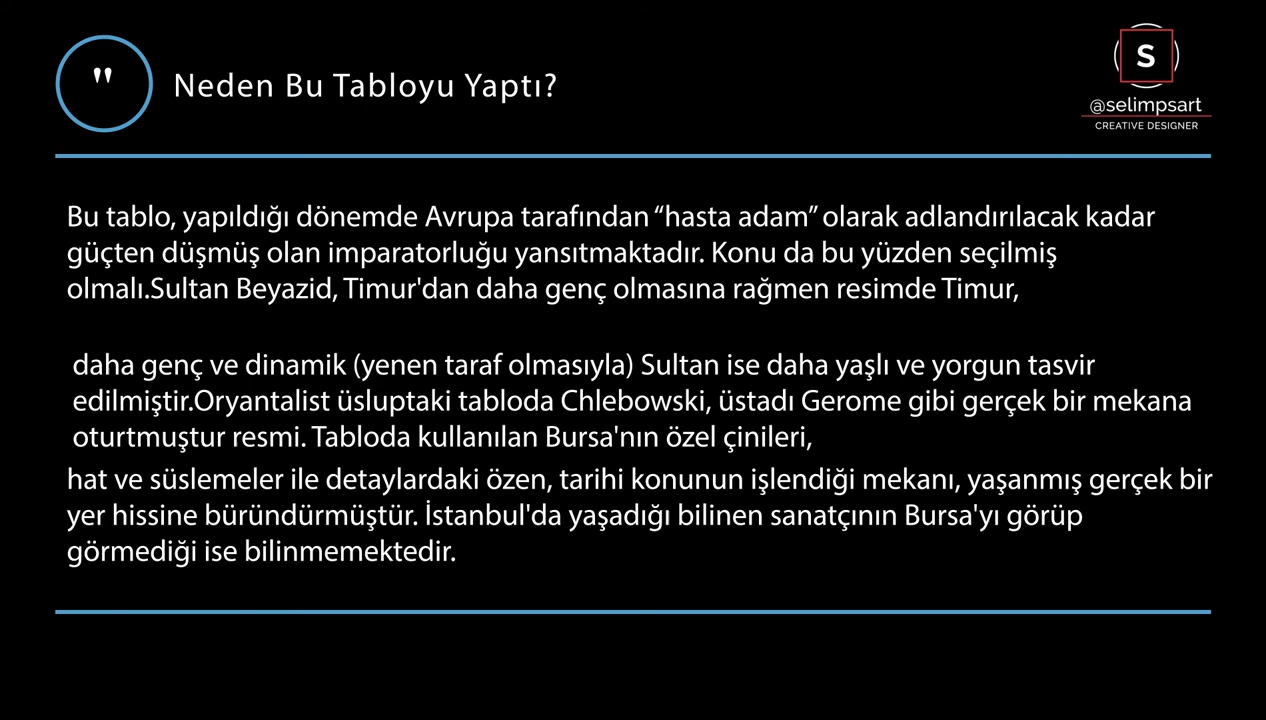 "
Neden Bu Tabloyu Yaptı?
S
@selimpsart
CREATIVE DESIGNER
Bu tablo, yapıldığı dönemde Avrupa tarafından “hasta adam” olarak adlandırılacak kadar
güçten düşmüş olan imparatorluğu yansıtmaktadır. Konu da bu yüzden seçilmiş
olmalı.Sultan Beyazid, Timur'dan daha genç olmasına rağmen resimde Timur,
daha genç ve dinamik (yenen taraf olmasıyla) Sultan ise daha yaşlı ve yorgun tasvir
edilmiştir.Oryantalist üsluptaki tabloda Chlebowski, üstadı Gerome gibi gerçek bir mekana
oturtmuştur resmi. Tabloda kullanılan Bursa'nın özel çinileri,
hat ve süslemeler ile detaylardaki özen, tarihi konunun işlendiği mekanı, yaşanmış gerçek bir
yer hissine büründürmüştür. İstanbul'da yaşadığı bilinen sanatçının Bursa'yı görüp
görmediği ise bilinmemektedir.